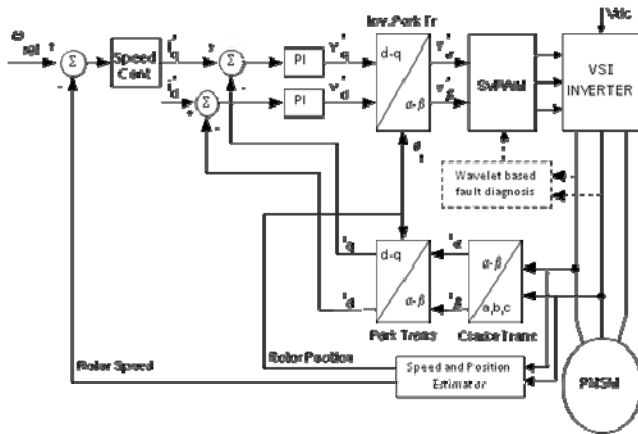 Inv.Park Tr
Vdc
ω ref
Σ
Speed
Cont
Σ
PI
d-q
α-β
SVPWM
VSI
INVERTER
Σ
PI
Wavelet based
fault diagnosis
d-q
α-β
α-β
a,b,c
Park Trans
Clarke Trans
Rotor Position
Rotor Speed
Speed and Position
Estimator
PMSM